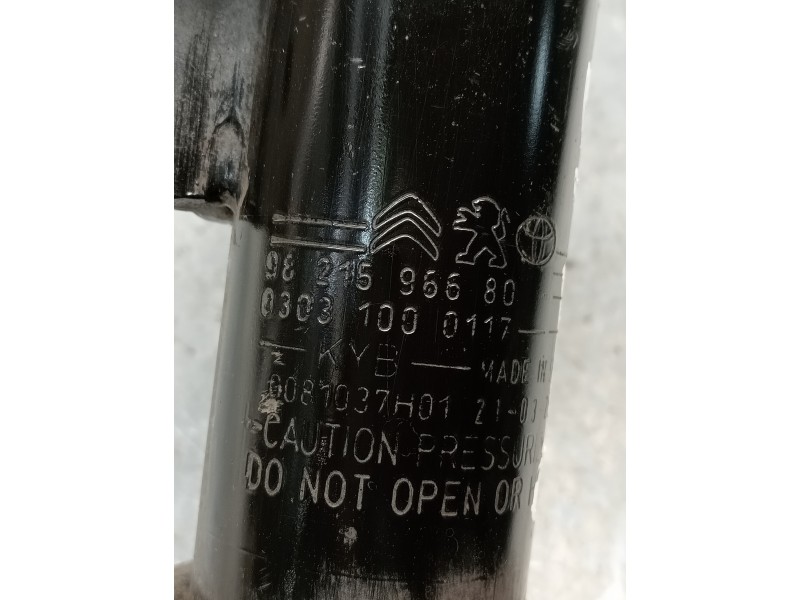 98 215 966 80
0303 100 0117
KYB — MADE IN
0081037H01 21-03
CAUTION PRESSUR
DO NOT OPEN OR